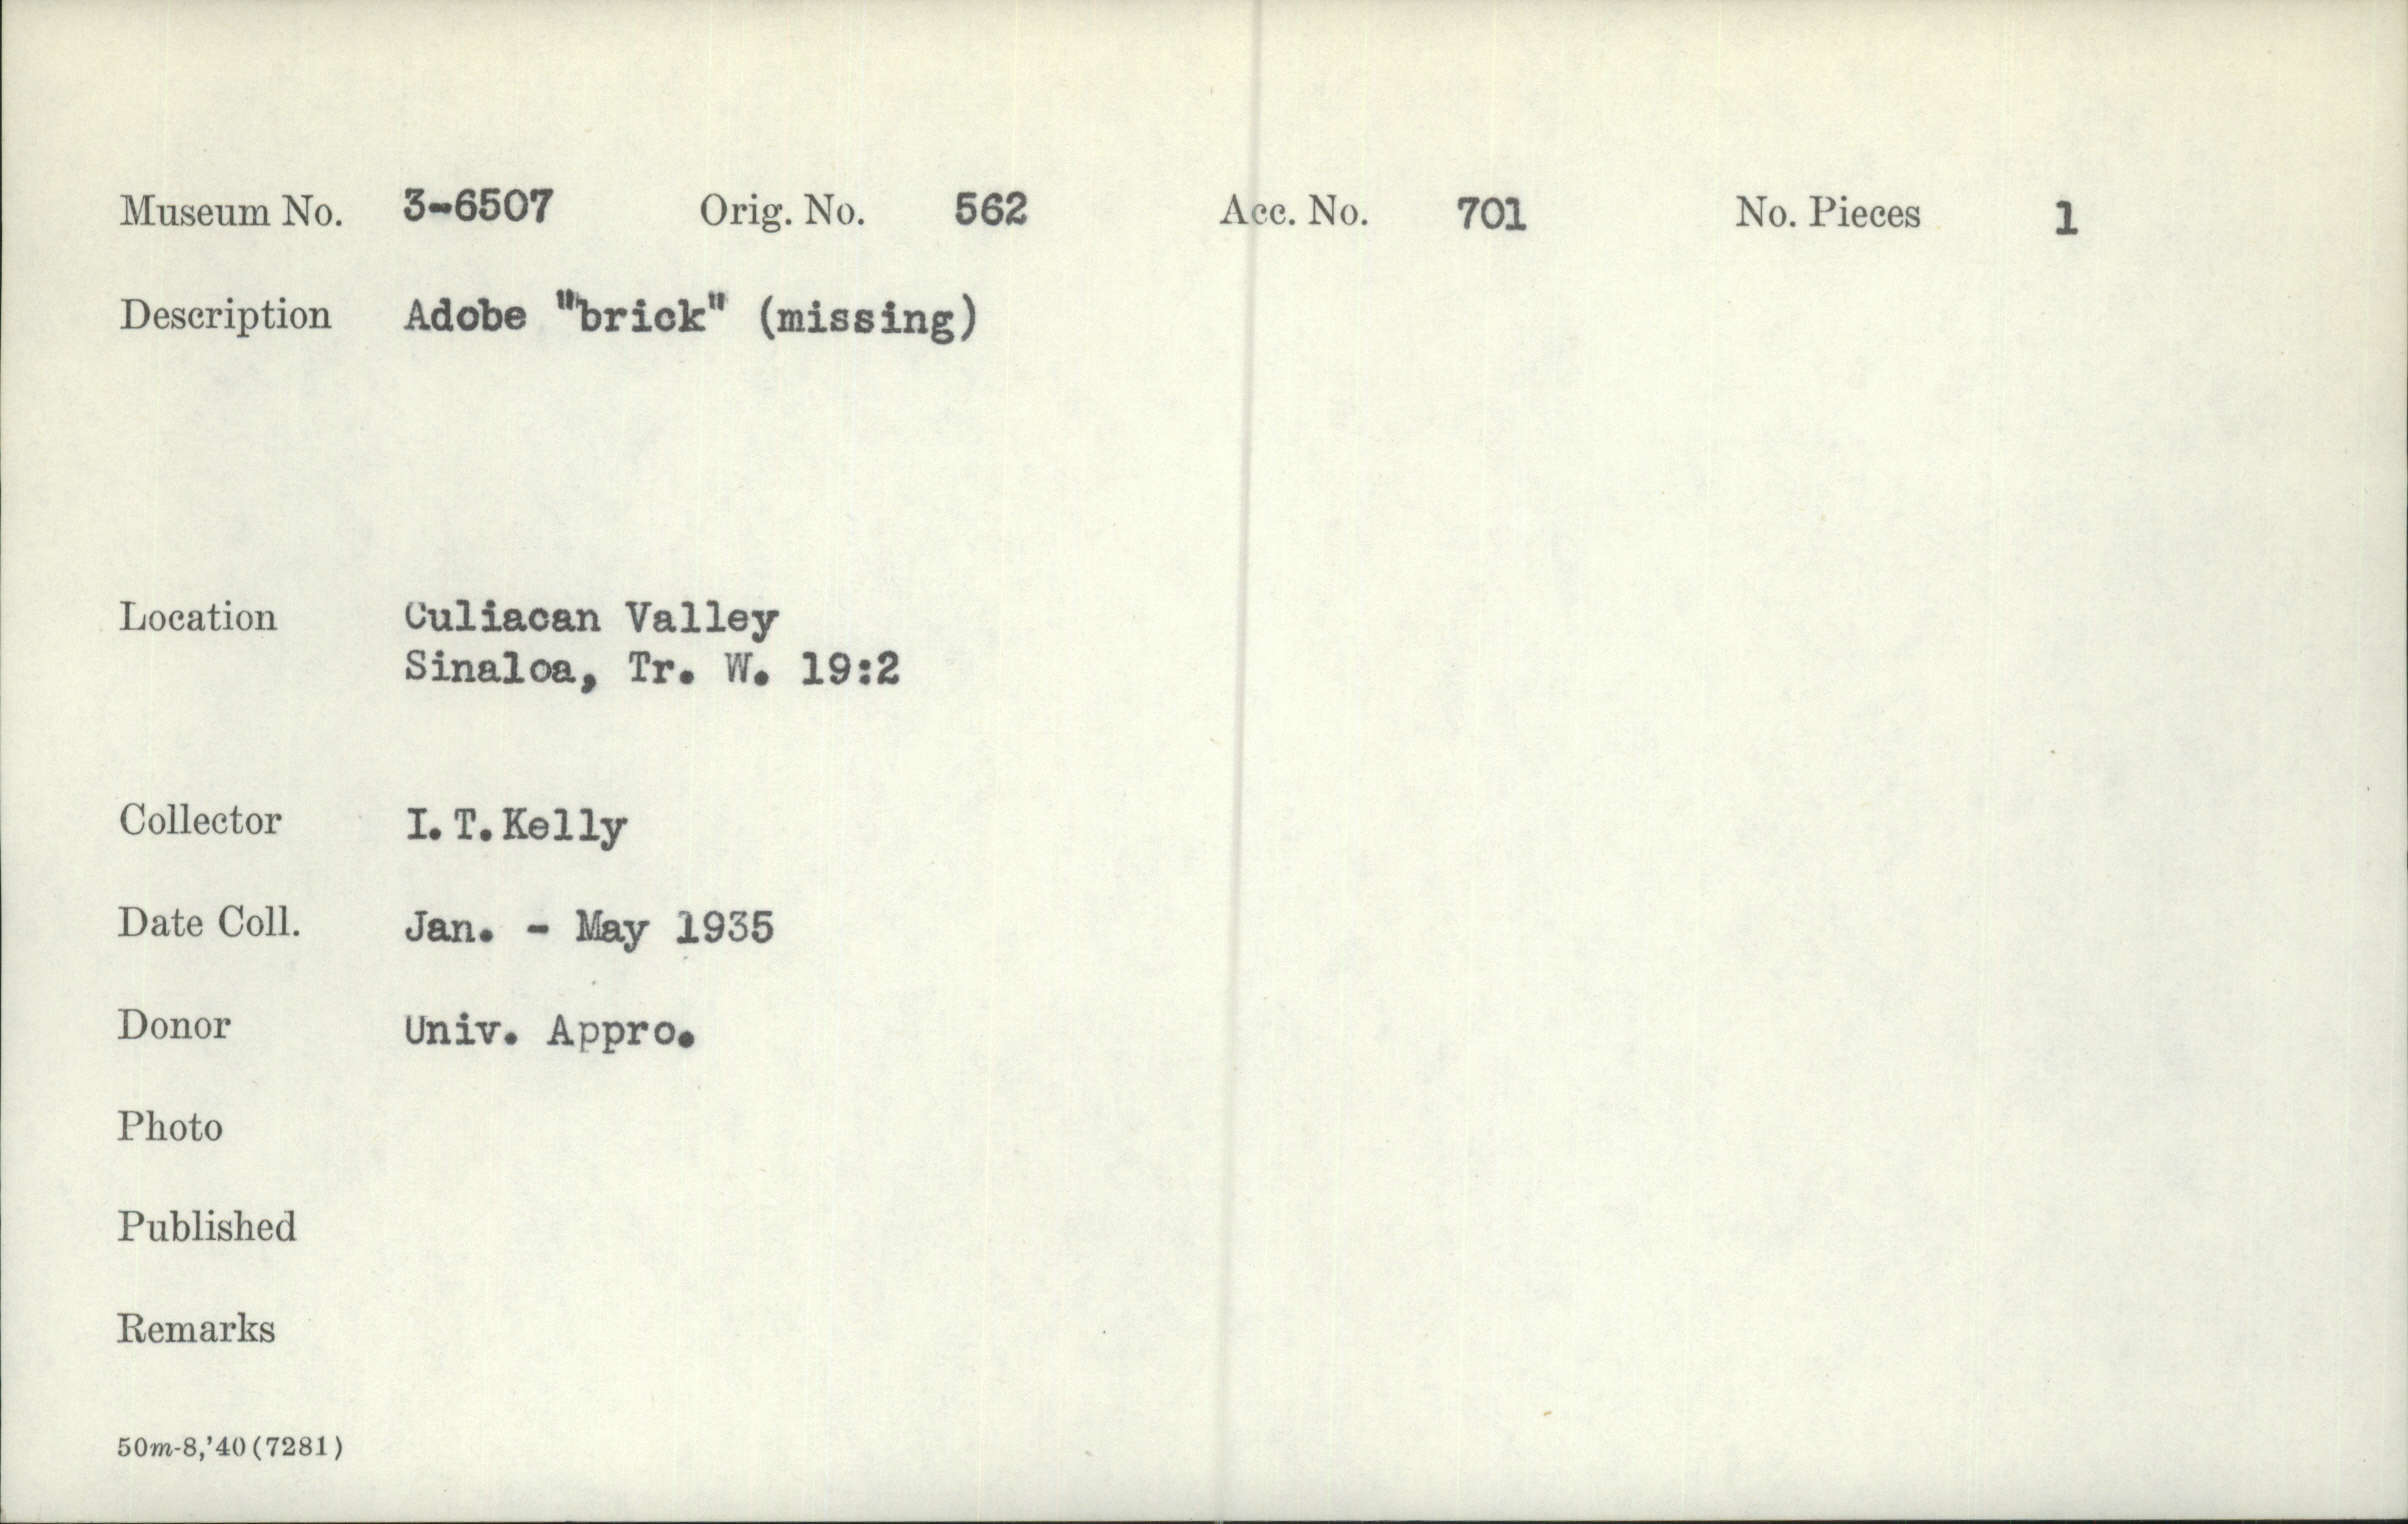 Museum No. 3-6507 Orig. No. 562 Acc. No. 701 No. Pieces 1
Description Adobe "brick" (missing)
Location Culiacan Valley
Sinaloa, Tr. W. 19:2
Collector I.T.Kelly
Date Coll. Jan. - May 1935
Donor Univ. Appro.
Photo
Published
Remarks
50m-8,'40(7281)